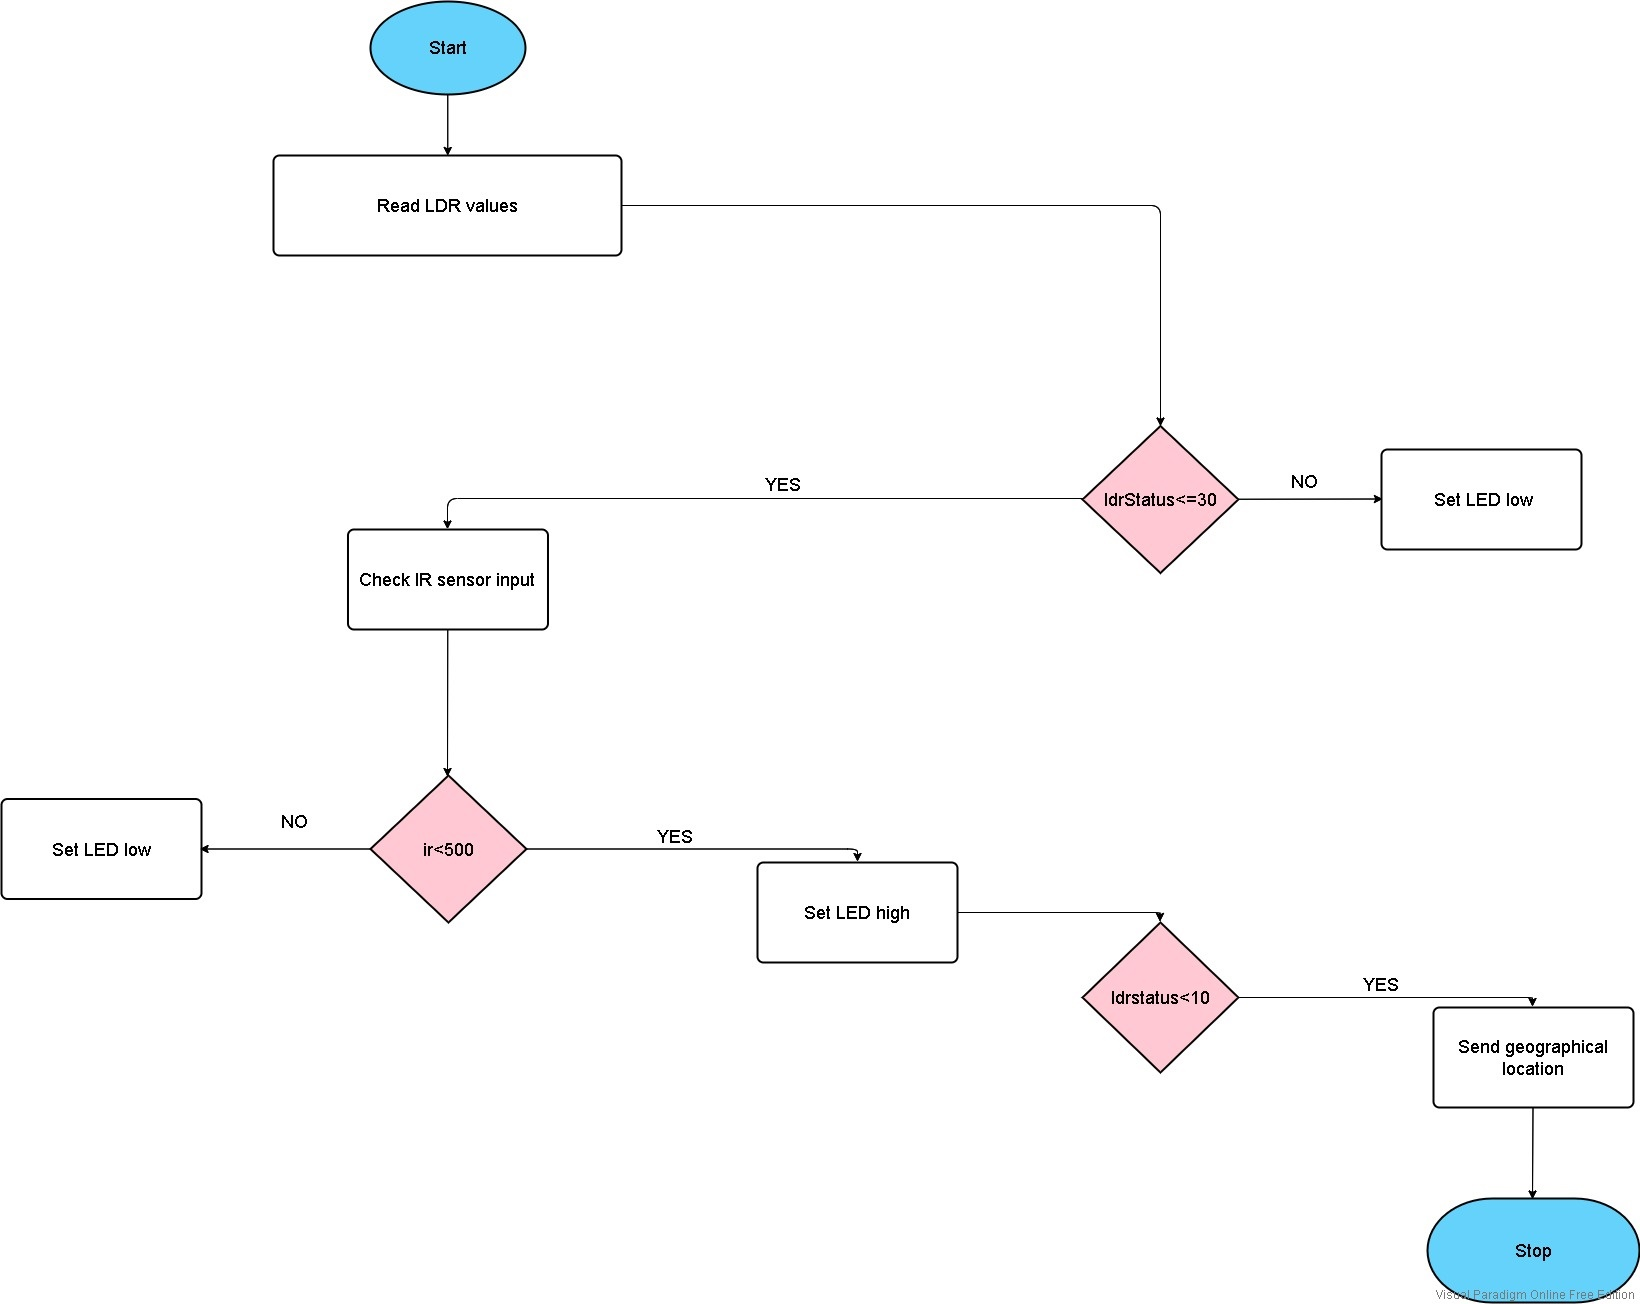 Start
Read LDR values
YES
ldrStatus<=30
NO
Set LED low
Check IR sensor input
Set LED low
NO
ir<500
YES
Set LED high
ldrstatus<10
YES
Send geographical
location
Stop
Visual Paradigm Online Free Edition